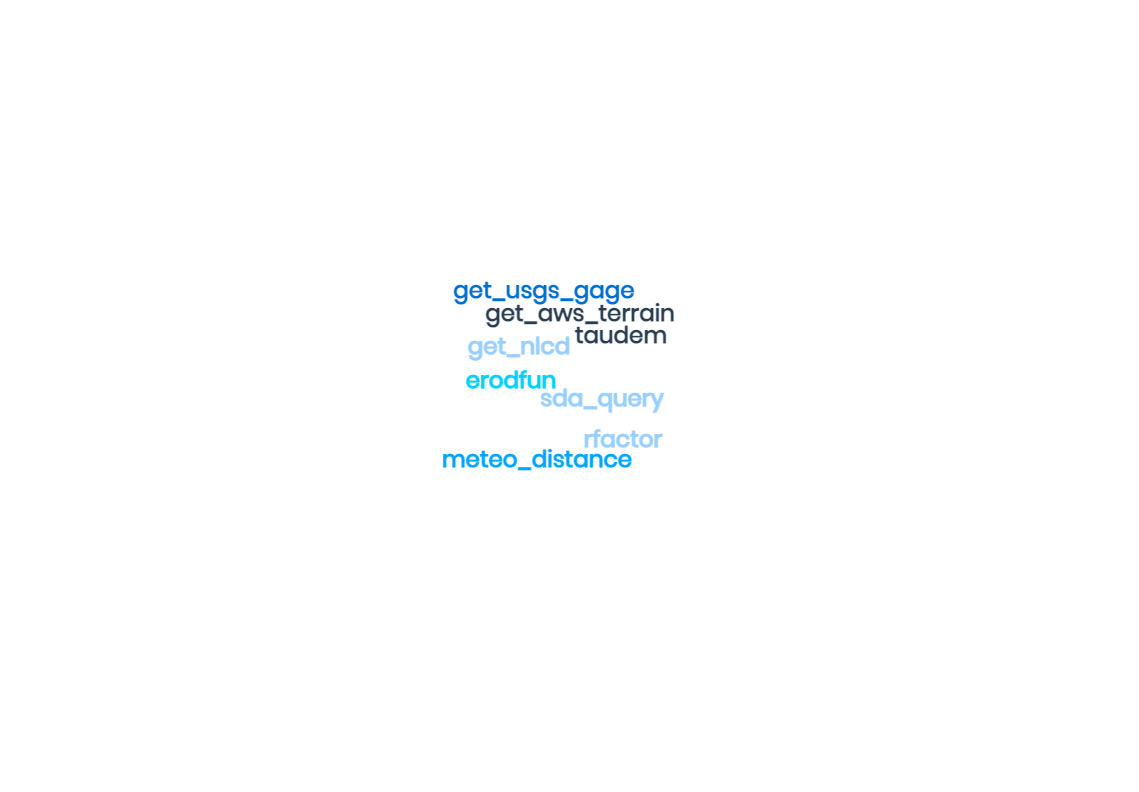 get_usgs_gage
get_aws_terrain
taudem
get_nlcd
erodfun
sda_query
rfactor
meteo_distance